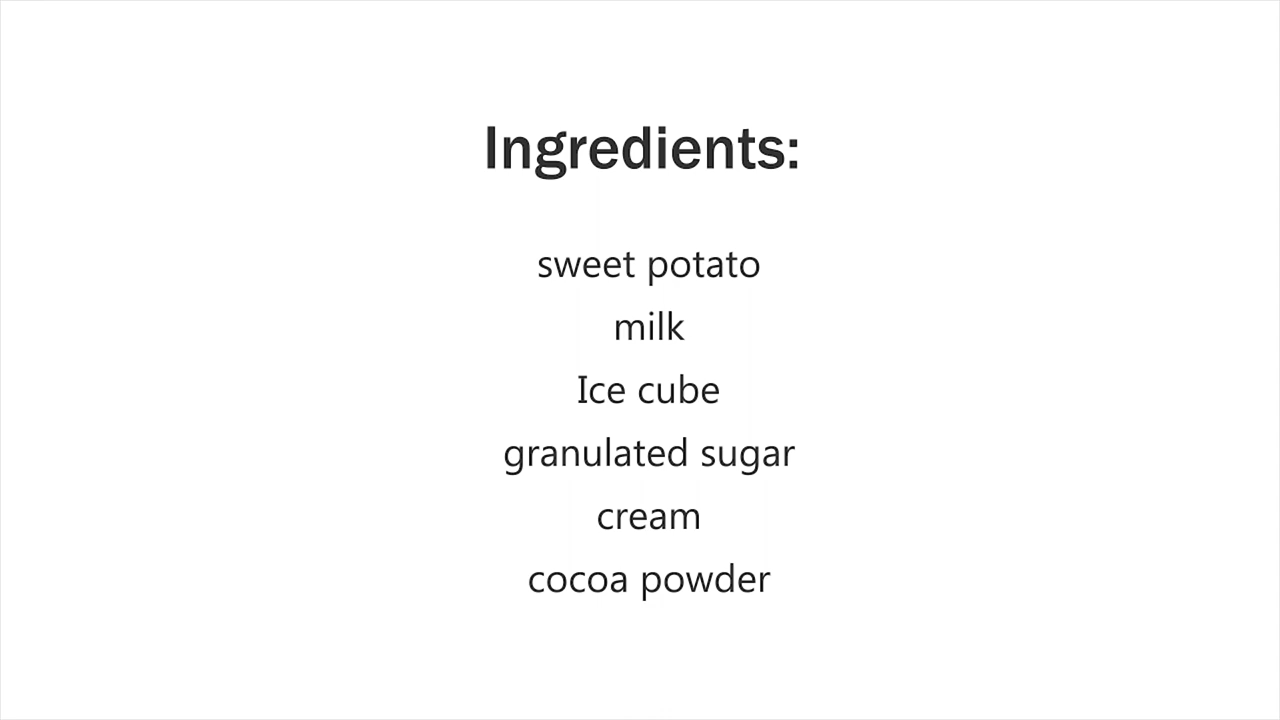 Ingredients:
sweet potato
milk
Ice cube
granulated sugar
cream
cocoa powder